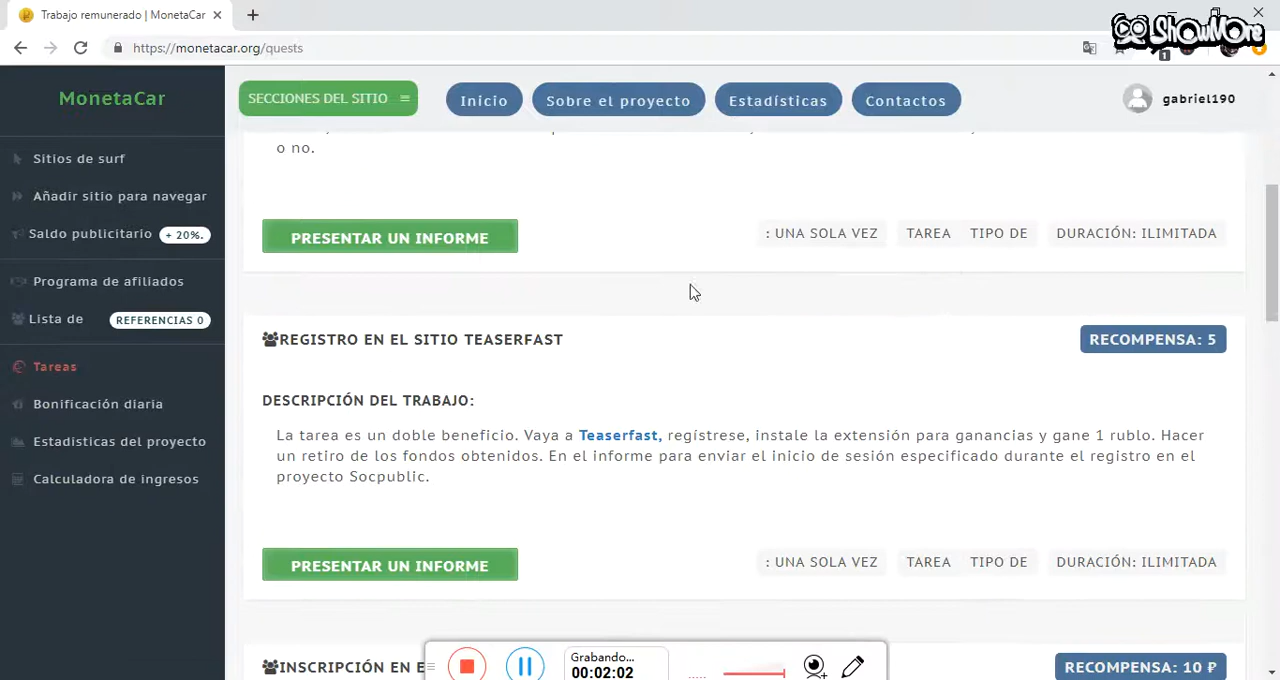 Trabajo remunerado | MonetaCar
ShowMore
https://monetacar.org/quests
1
MonetaCar
SECCIONES DEL SITIO
Inicio
Sobre el proyecto
Estadísticas
Contactos
gabriel190
Sitios de surf
Añadir sitio para navegar
Saldo publicitario + 20%.
Programa de afiliados
Lista de REFERENCIAS 0
Tareas
Bonificación diaria
Estadisticas del proyecto
Calculadora de ingresos
o no.
PRESENTAR UN INFORME
: UNA SOLA VEZ
TAREA TIPO DE
DURACIÓN: ILIMITADA
REGISTRO EN EL SITIO TEASERFAST
RECOMPENSA: 5
DESCRIPCIÓN DEL TRABAJO:
La tarea es un doble beneficio. Vaya a Teaserfast, regístrese, instale la extensión para ganancias y gane 1 rublo. Hacer
un retiro de los fondos obtenidos. En el informe para enviar el inicio de sesión especificado durante el registro en el
proyecto Socpublic.
PRESENTAR UN INFORME
: UNA SOLA VEZ
TAREA TIPO DE
DURACIÓN: ILIMITADA
INSCRIPCIÓN EN E
RECOMPENSA: 10 ₽
Grabando...
00:02:02